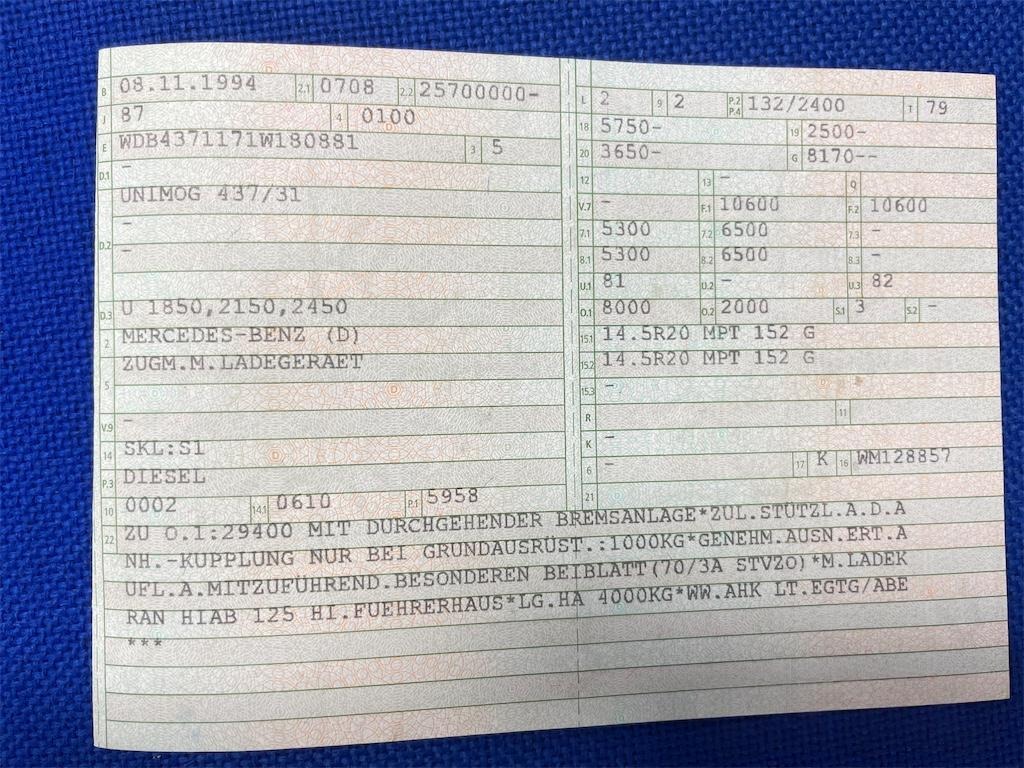 B 08.11.1994 2.1 0708 2.2 25700000-
J 87 4 0100
E WDB4371171W180881 3 5
D.1 -
UNIMOG 437/31
D.2 -
-
D.3 U 1850,2150,2450
2 MERCEDES-BENZ (D)
5 ZUGM.M.LADEGERAET
V.9 -
14 SKL:S1
P.3 DIESEL
10 0002 14.1 0610 P.1 5958
L 2 9 2 P.2 P.4 132/2400 T 79
18 5750- 19 2500-
20 3650- G 8170--
12 13 - Q
V.7 - F.1 10600 F.2 10600
7.1 5300 7.2 6500 7.3 -
8.1 5300 8.2 6500 8.3 -
U.1 81 U.2 - U.3 82
O.1 8000 O.2 2000 S.1 3 S.2 -
15.1 14.5R20 MPT 152 G
15.2 14.5R20 MPT 152 G
15.3 -
R 11
K -
6 - 17 K 16 WM128857
21
22 ZU O.1:29400 MIT DURCHGEHENDER BREMSANLAGE*ZUL.STÜTZL.A.D.A
NH.-KUPPLUNG NUR BEI GRUNDAUSRÜST.:1000KG*GENEHM.AUSN.ERT.A
UFL.A.MITZUFÜHREND.BESONDEREN BEIBLATT(70/3A STVZO)*M.LADEK
RAN HIAB 125 HI.FUEHRERHAUS*LG.HA 4000KG*WW.AHK LT.EGTG/ABE
***